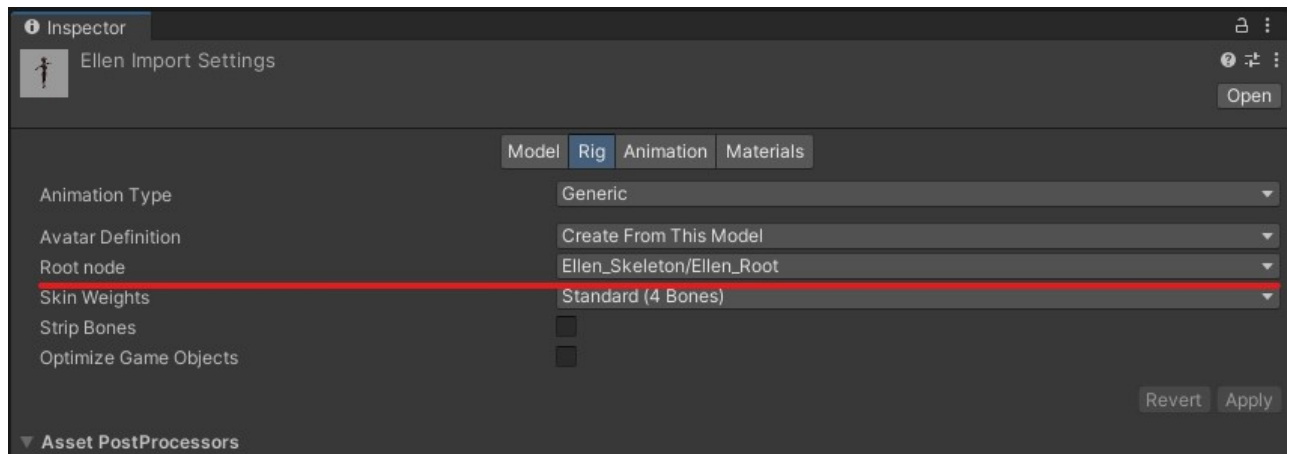 Inspector
Ellen Import Settings
Open
Model Rig Animation Materials
Animation Type Generic
Avatar Definition Create From This Model
Root node Ellen_Skeleton/Ellen_Root
Skin Weights Standard (4 Bones)
Strip Bones
Optimize Game Objects
Revert Apply
Asset PostProcessors